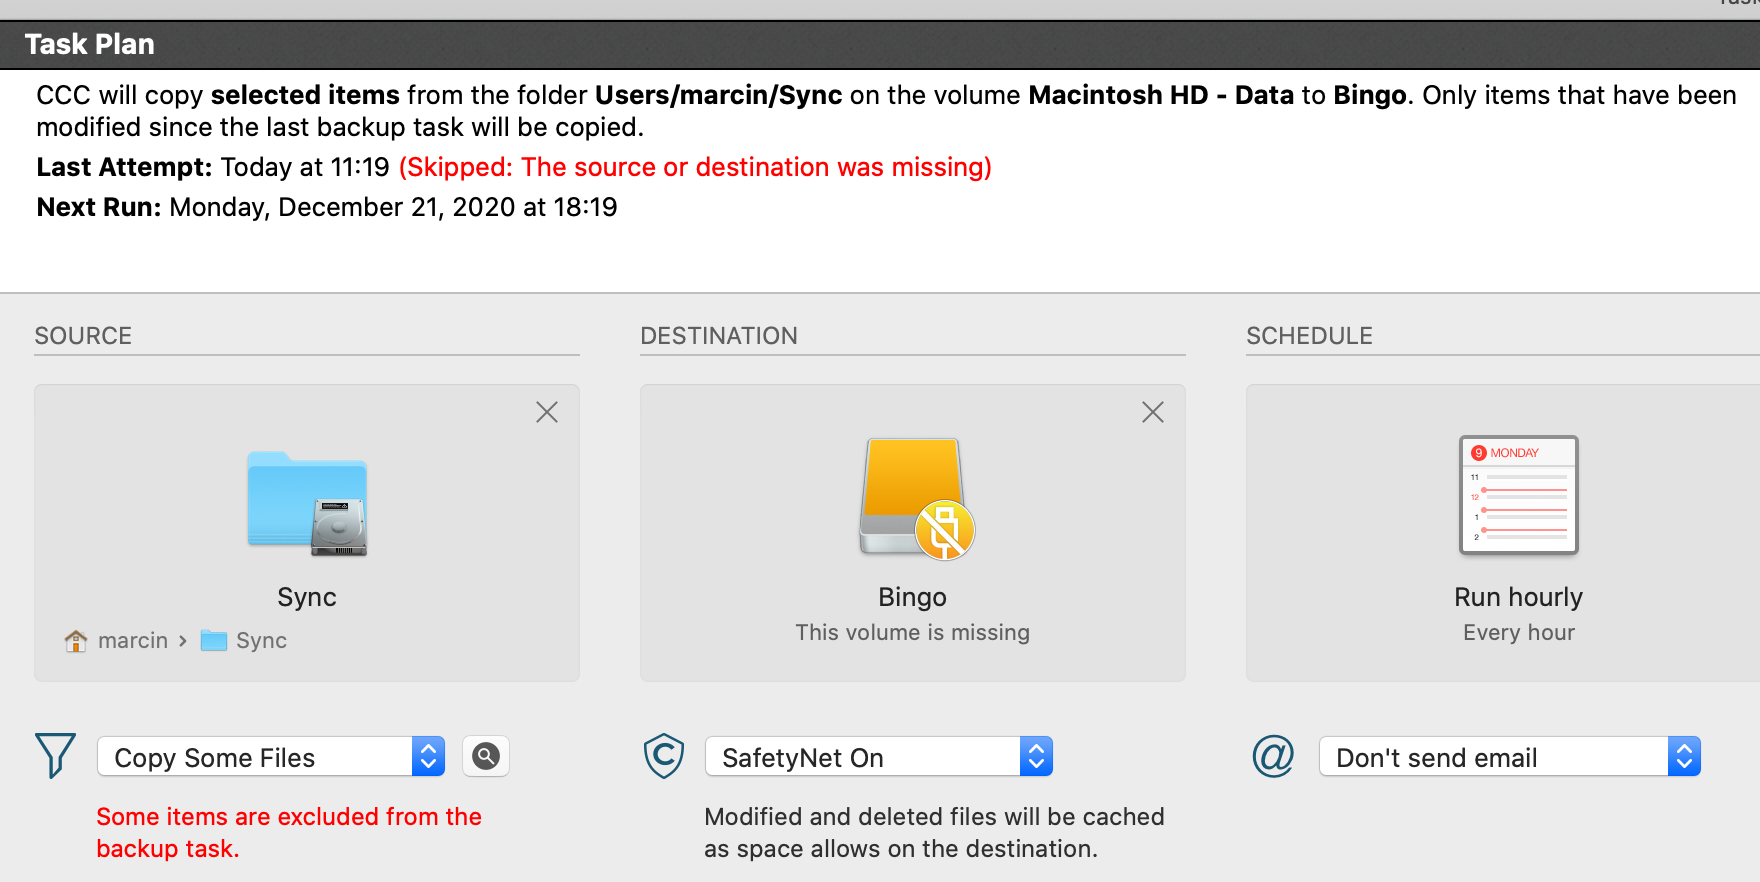 Task Plan
CCC will copy selected items from the folder Users/marcin/Sync on the volume Macintosh HD - Data to Bingo. Only items that have been
modified since the last backup task will be copied.
Last Attempt: Today at 11:19 (Skipped: The source or destination was missing)
Next Run: Monday, December 21, 2020 at 18:19
SOURCE
DESTINATION
SCHEDULE
9 MONDAY
11
12
1
2
Sync
Bingo
Run hourly
marcin › Sync
This volume is missing
Every hour
Copy Some Files
SafetyNet On
Don't send email
Some items are excluded from the
backup task.
Modified and deleted files will be cached
as space allows on the destination.